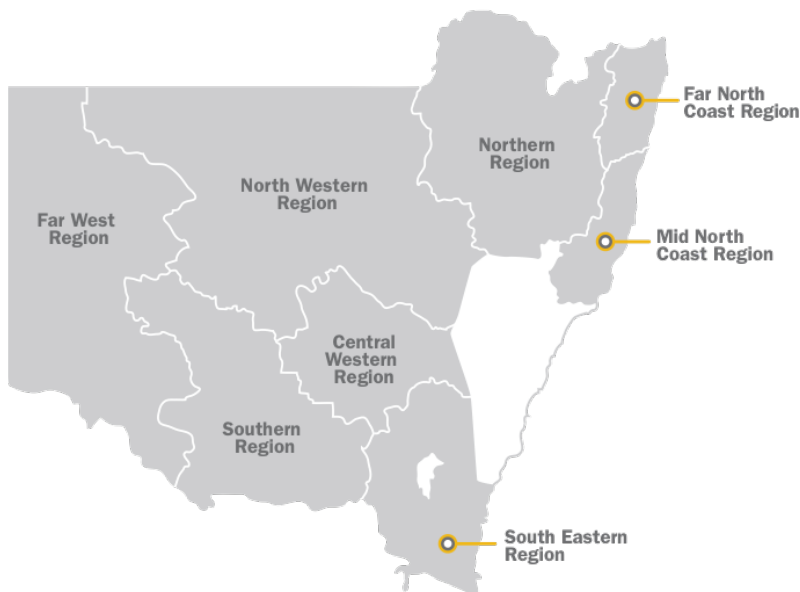 Far North
Coast Region
Northern
Region
North Western
Region
Far West
Region
Mid North
Coast Region
Central
Western
Region
Southern
Region
South Eastern
Region